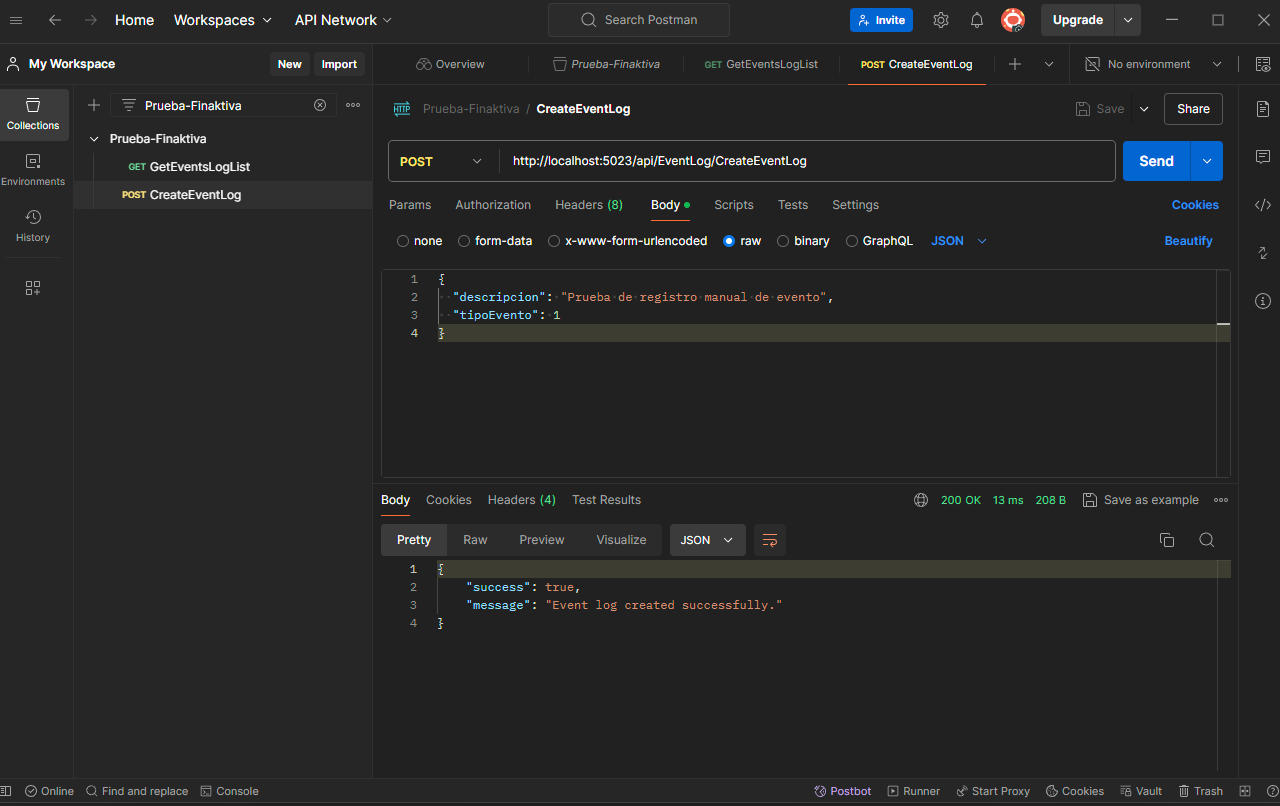 Home Workspaces API Network Search Postman Invite Upgrade
My Workspace New Import Overview Prueba-Finaktiva GET GetEventsLogList POST CreateEventLog No environment
Collections
Environments
History
Prueba-Finaktiva
Prueba-Finaktiva
GET GetEventsLogList
POST CreateEventLog
HTTP Prueba-Finaktiva / CreateEventLog Save Share
POST http://localhost:5023/api/EventLog/CreateEventLog Send
Params Authorization Headers (8) Body Scripts Tests Settings Cookies
none form-data x-www-form-urlencoded raw binary GraphQL JSON Beautify
1 {
2 "descripcion": "Prueba de registro manual de evento",
3 "tipoEvento": 1
4 }
Body Cookies Headers (4) Test Results 200 OK 13 ms 208 B Save as example
Pretty Raw Preview Visualize JSON
1 {
2 "success": true,
3 "message": "Event log created successfully."
4 }
Online Find and replace Console Postbot Runner Start Proxy Cookies Vault Trash